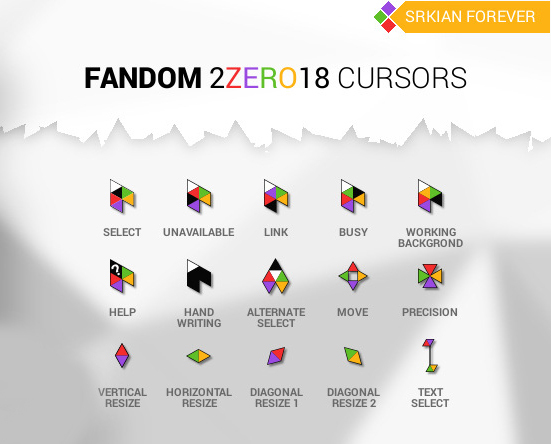 SRKIAN FOREVER
FANDOM 2ZERO18 CURSORS
SELECT UNAVAILABLE LINK BUSY WORKING
BACKGROND
?
HELP HAND
WRITING ALTERNATE
SELECT MOVE PRECISION
VERTICAL
RESIZE HORIZONTAL
RESIZE DIAGONAL
RESIZE 1 DIAGONAL
RESIZE 2 TEXT
SELECT